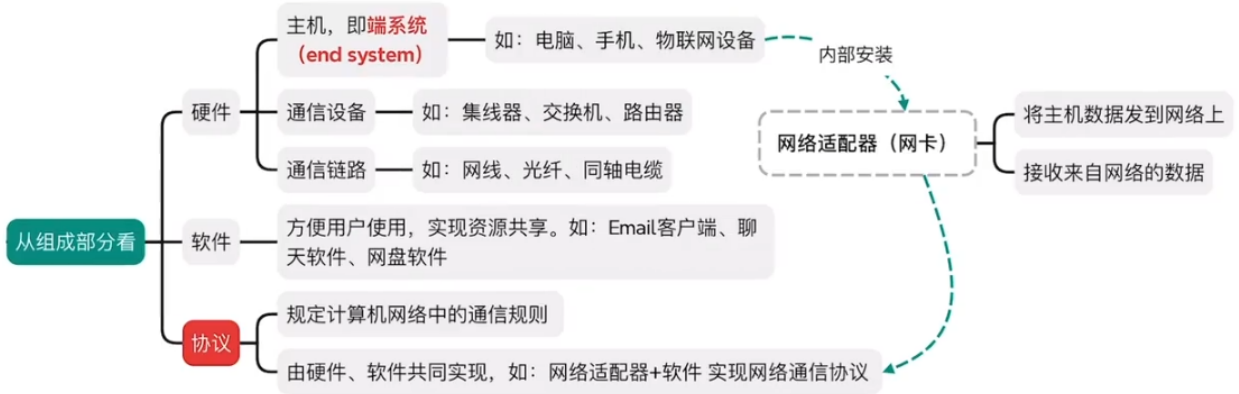 主机，即端系统
（end system）
如：电脑、手机、物联网设备
内部安装
硬件
通信设备
如：集线器、交换机、路由器
将主机数据发到网络上
网络适配器（网卡）
通信链路
如：网线、光纤、同轴电缆
接收来自网络的数据
从组成部分看
软件
方便用户使用，实现资源共享。如：Email客户端、聊
天软件、网盘软件
协议
规定计算机网络中的通信规则
由硬件、软件共同实现，如：网络适配器+软件 实现网络通信协议